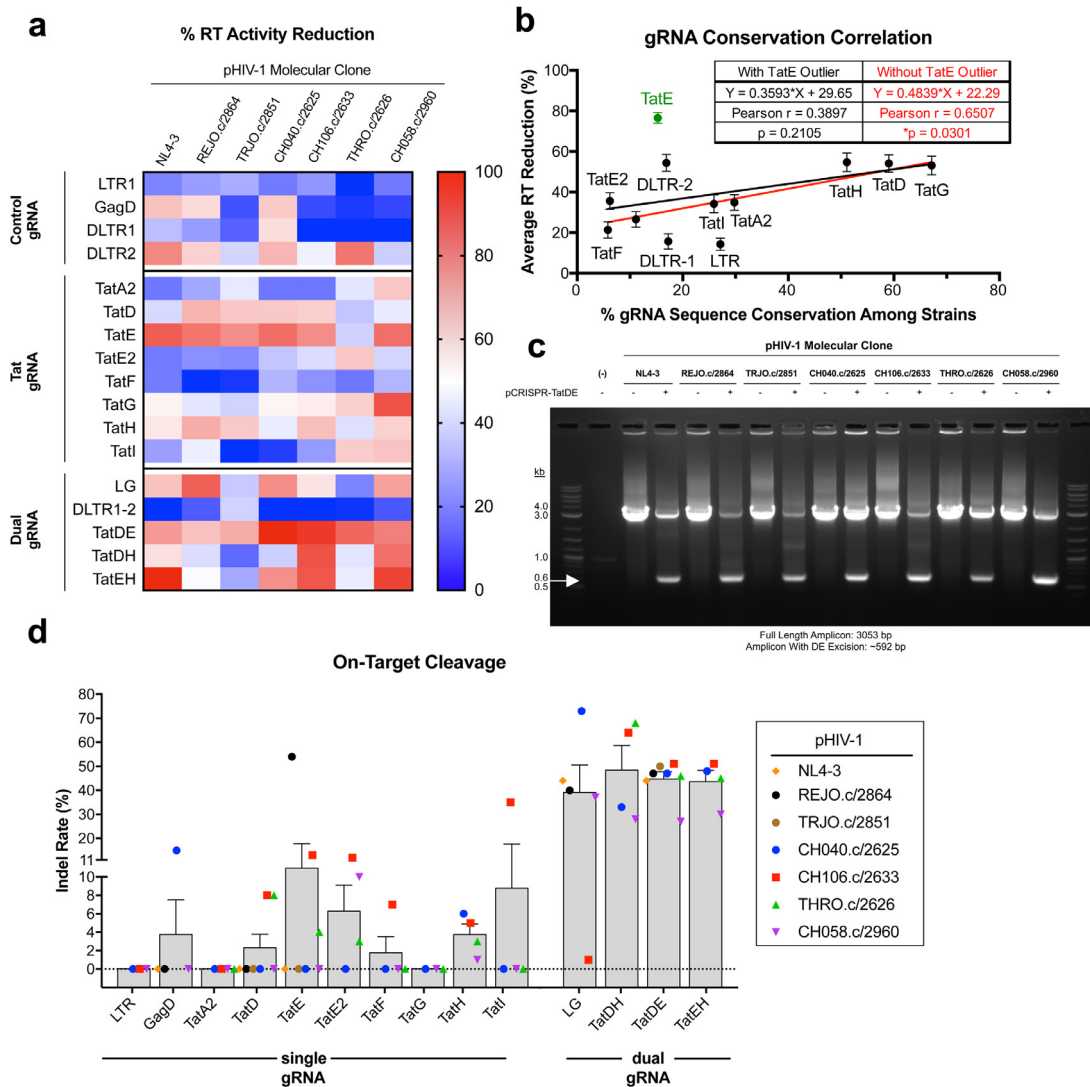 a
% RT Activity Reduction
pHIV-1 Molecular Clone
NL4-3
REJO.c/2864
TRJO.c/2851
CH040.c/2625
CH106.c/2633
THRO.c/2626
CH058.c/2960
Control
gRNA
LTR1
GagD
DLTR1
DLTR2
Tat
gRNA
TatA2
TatD
TatE
TatE2
TatF
TatG
TatH
TatI
Dual
gRNA
LG
DLTR1-2
TatDE
TatDH
TatEH
100
80
60
40
20
0
b
gRNA Conservation Correlation
Average RT Reduction (%)
100
80
60
40
20
0
With TatE Outlier
Without TatE Outlier
Y = 0.3593*X + 29.65
Y = 0.4839*X + 22.29
Pearson r = 0.3897
Pearson r = 0.6507
p = 0.2105
*p = 0.0301
TatE
TatE2
DLTR-2
TatH
TatD
TatG
TatI
TatA2
TatF
DLTR-1
LTR
0
20
40
60
80
% gRNA Sequence Conservation Among Strains
c
pHIV-1 Molecular Clone
(-)
NL4-3
REJO.c/2864
TRJO.c/2851
CH040.c/2625
CH106.c/2633
THRO.c/2626
CH058.c/2960
pCRISPR-TatDE
- - + - + - + - + - + - + - +
kb
4.0
3.0
1.0
0.6
0.5
Full Length Amplicon: 3053 bp
Amplicon With DE Excision: ~592 bp
d
On-Target Cleavage
Indel Rate (%)
80
70
60
50
40
30
20
11
10
8
6
4
2
0
LTR
GagD
TatA2
TatD
TatE
TatE2
TatF
TatG
TatH
TatI
LG
TatDH
TatDE
TatEH
single
gRNA
dual
gRNA
pHIV-1
NL4-3
REJO.c/2864
TRJO.c/2851
CH040.c/2625
CH106.c/2633
THRO.c/2626
CH058.c/2960